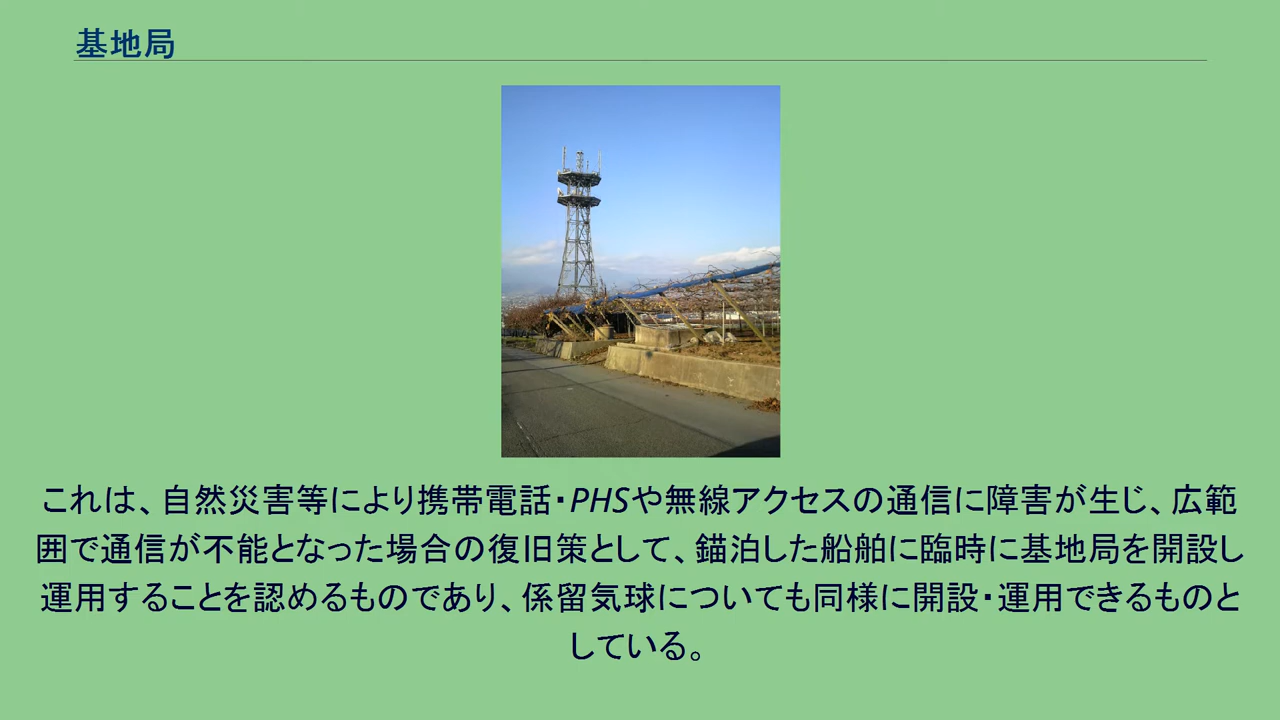 基地局
これは、自然災害等により携帯電話・PHSや無線アクセスの通信に障害が生じ、広範
囲で通信が不能となった場合の復旧策として、錨泊した船舶に臨時に基地局を開設し
運用することを認めるものであり、係留気球についても同様に開設・運用できるものと
している。